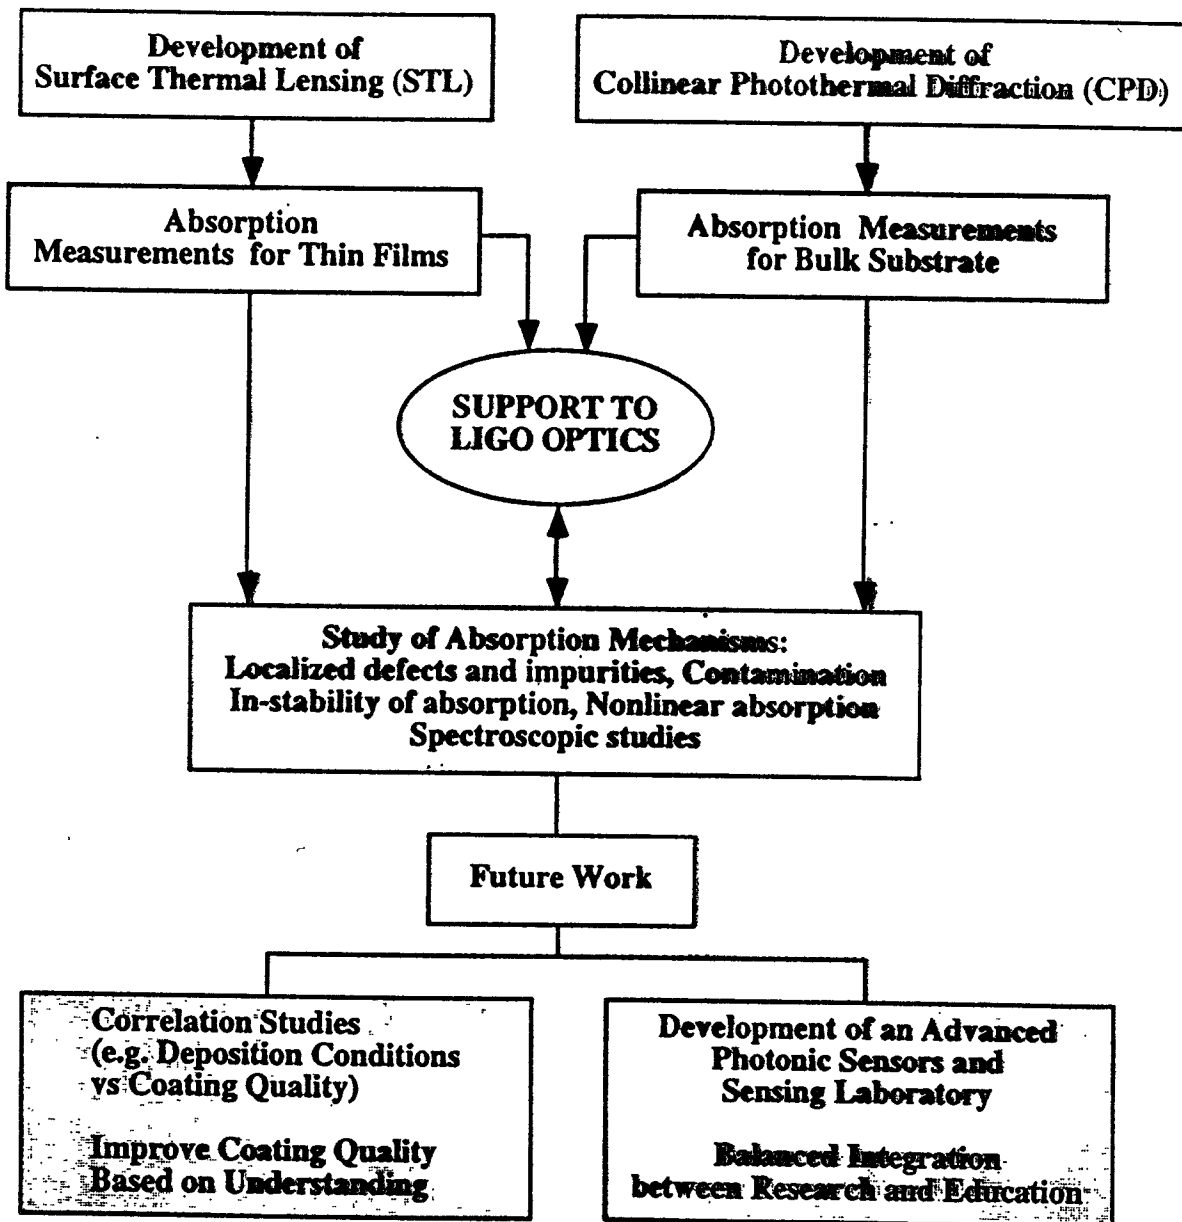 Development of
Surface Thermal Lensing (STL)
Development of
Collinear Photothermal Diffraction (CPD)
Absorption
Measurements for Thin Films
Absorption Measurements
for Bulk Substrate
SUPPORT TO
LIGO OPTICS
Study of Absorption Mechanisms:
Localized defects and impurities, Contamination
In-stability of absorption, Nonlinear absorption
Spectroscopic studies
Future Work
Correlation Studies
(e.g. Deposition Conditions
vs Coating Quality)
Improve Coating Quality
Based on Understanding
Development of an Advanced
Photonic Sensors and
Sensing Laboratory
Balanced Integration
between Research and Education